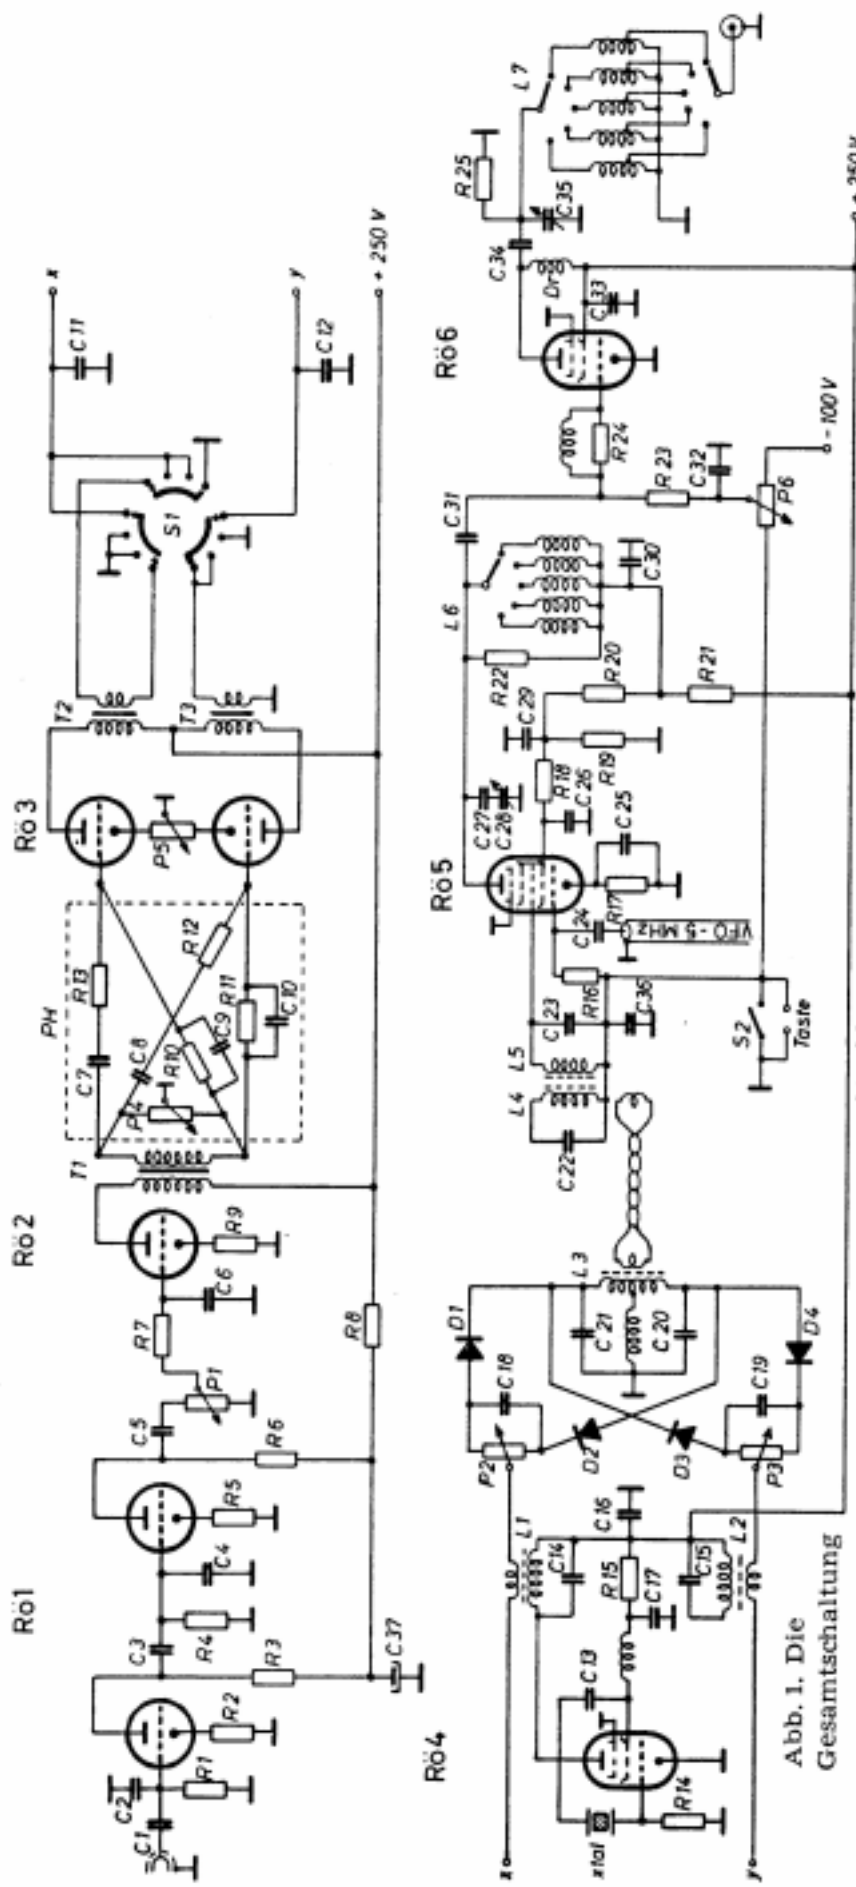 Rö1
Rö2
Rö3
C1
C2
R1
R2
C3
R3
R4
C4
C37
R5
R6
C5
P1
R7
C6
R8
R9
T1
PH
P4
C7
C8
R10
C9
R11
C10
R12
R13
P5
T2
T3
S1
C11
C12
x
y
+ 250 V
Rö4
Rö5
Rö6
x
y
xtal
R14
C13
C17
R15
C14
C15
C16
L1
L2
P2
P3
C18
C19
D1
D2
D3
D4
C21
C20
L3
C22
L4
L5
C23
R16
C36
C24
VFO - 5 MHz
R17
C25
C26
R18
C27
C28
C29
R19
R20
R21
R22
L6
C30
C31
R23
C32
R24
P6
- 100 V
S2
Taste
C33
Dr
C34
C35
R25
L7
+ 250 V
Abb. 1. Die
Gesamtschaltung